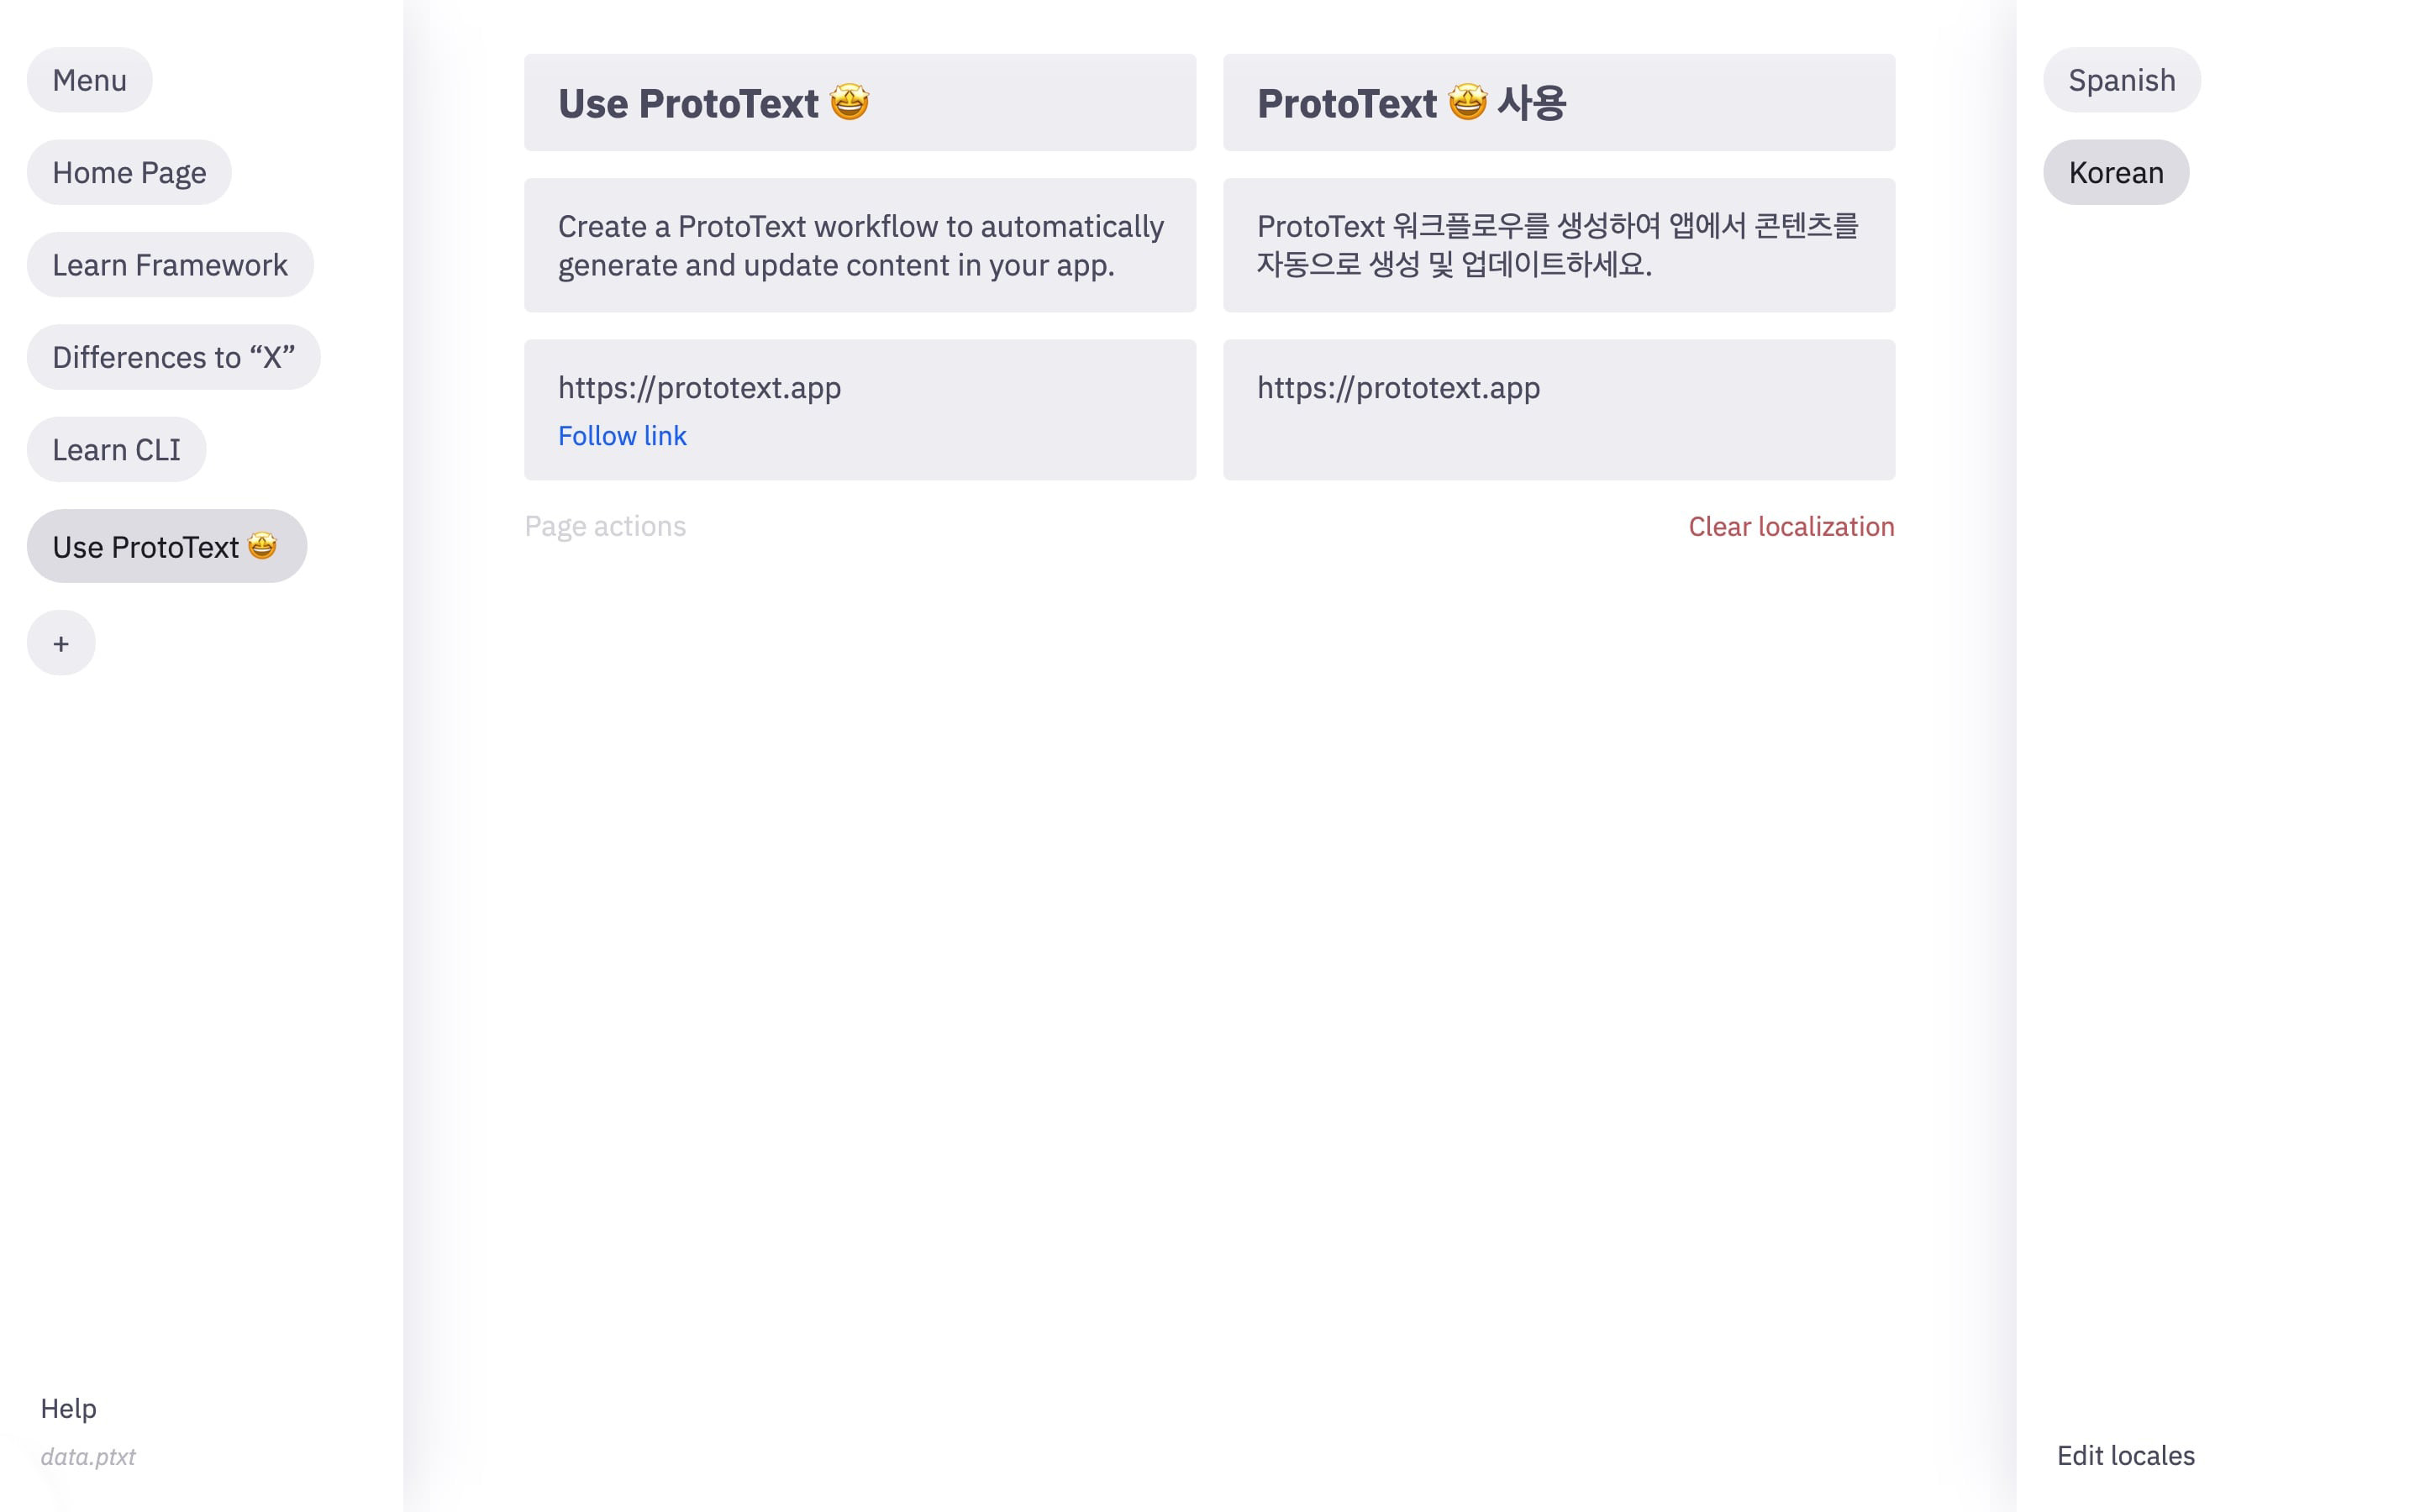 Menu
Home Page
Learn Framework
Differences to “X”
Learn CLI
Use ProtoText 🤩
+
Help
data.ptxt
Use ProtoText 🤩
Create a ProtoText workflow to automatically
generate and update content in your app.
https://prototext.app
Follow link
Page actions
ProtoText 🤩 사용
ProtoText 워크플로우를 생성하여 앱에서 콘텐츠를
자동으로 생성 및 업데이트하세요.
https://prototext.app
Clear localization
Spanish
Korean
Edit locales